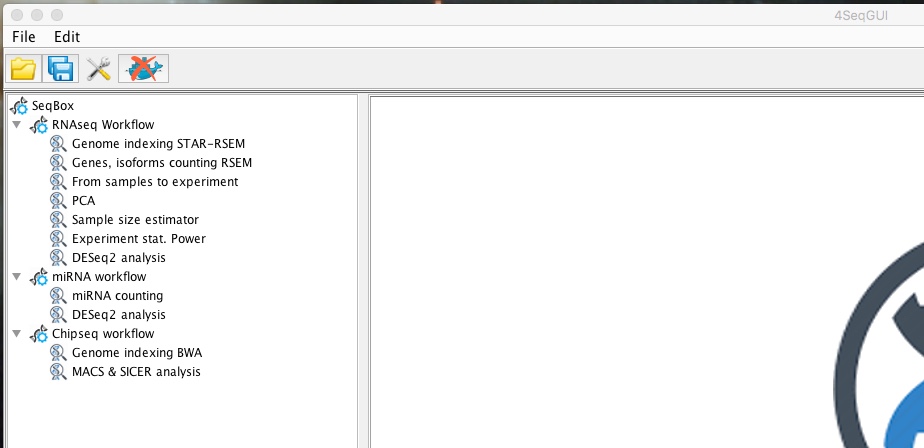 4SeqGUI
File Edit
SeqBox
RNAseq Workflow
Genome indexing STAR-RSEM
Genes, isoforms counting RSEM
From samples to experiment
PCA
Sample size estimator
Experiment stat. Power
DESeq2 analysis
miRNA workflow
miRNA counting
DESeq2 analysis
Chipseq workflow
Genome indexing BWA
MACS & SICER analysis